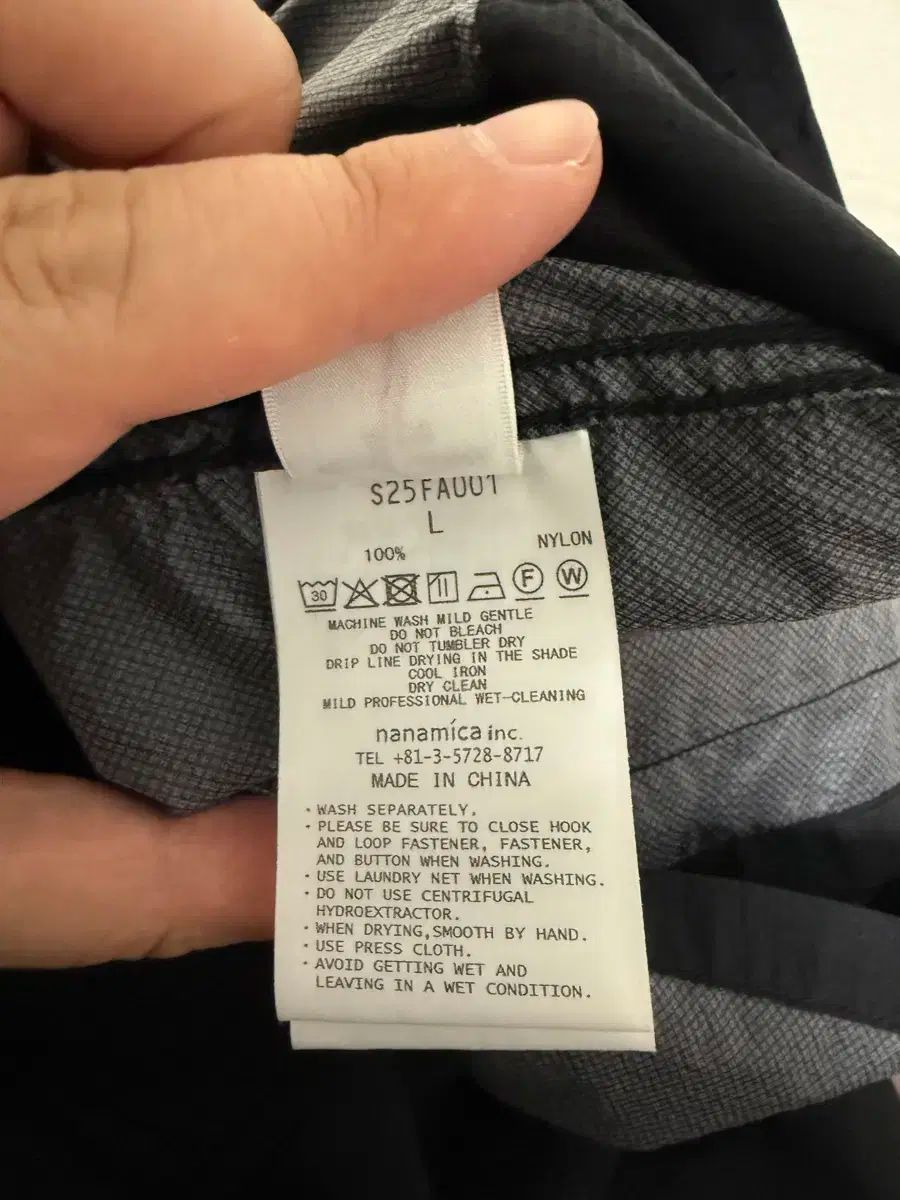 S25FA001
L
100% NYLON
30 F W
MACHINE WASH MILD GENTLE
DO NOT BLEACH
DO NOT TUMBLER DRY
DRIP LINE DRYING IN THE SHADE
COOL IRON
DRY CLEAN
MILD PROFESSIONAL WET-CLEANING
nanamíca inc.
TEL +81-3-5728-8717
MADE IN CHINA
・WASH SEPARATELY.
・PLEASE BE SURE TO CLOSE HOOK
AND LOOP FASTENER, FASTENER,
AND BUTTON WHEN WASHING.
・USE LAUNDRY NET WHEN WASHING.
・DO NOT USE CENTRIFUGAL
HYDROEXTRACTOR.
・WHEN DRYING,SMOOTH BY HAND.
・USE PRESS CLOTH.
・AVOID GETTING WET AND
LEAVING IN A WET CONDITION.